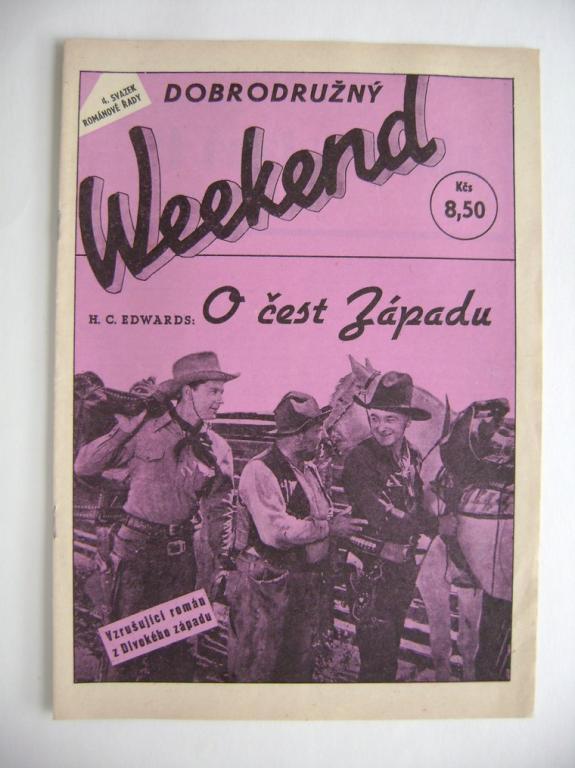 4. SVAZEK
ROMÁNOVÉ ŘADY
DOBRODRUŽNÝ
Weekend
Kčs
8,50
H. C. EDWARDS: O čest Západu
Vzrušující román
z Divokého západu